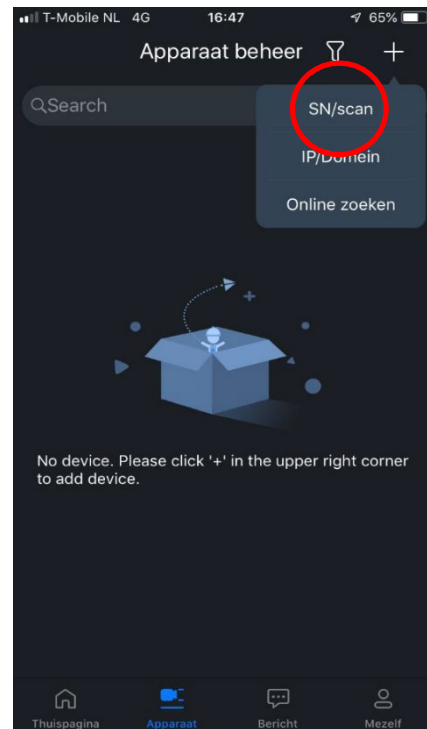 T-Mobile NL 4G 16:47 65%
Apparaat beheer
Search
SN/scan
IP/Domein
Online zoeken
No device. Please click '+' in the upper right corner
to add device.
Thuispagina Apparaat Bericht Mezelf